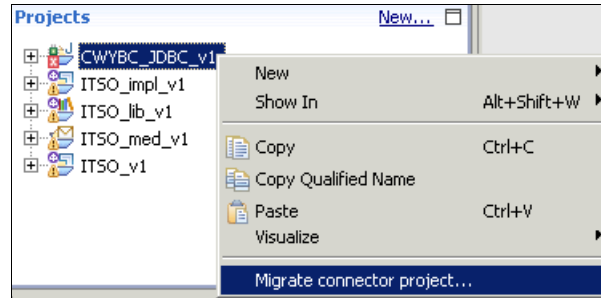 Projects New...
CWYBC_JDBC_v1
ITSO_impl_v1
ITSO_lib_v1
ITSO_med_v1
ITSO_v1
New
Show In Alt+Shift+W
Copy Ctrl+C
Copy Qualified Name
Paste Ctrl+V
Visualize
Migrate connector project...